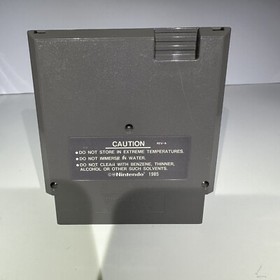 CAUTION REV-A
•DO NOT STORE IN EXTREME TEMPERATURES.
•DO NOT IMMERSE IN WATER.
•DO NOT CLEAN WITH BENZENE, THINNER,
ALCOHOL OR OTHER SUCH SOLVENTS.
©®Nintendo 1985